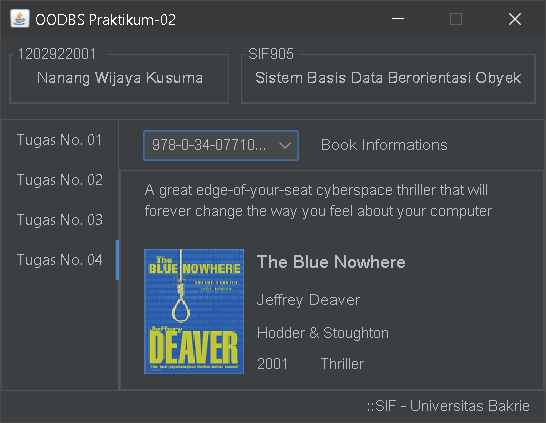 OODBS Praktikum-02
1202922001
Nanang Wijaya Kusuma
SIF905
Sistem Basis Data Berorientasi Obyek
Tugas No. 01
Tugas No. 02
Tugas No. 03
Tugas No. 04
978-0-34-07710...
Book Informations
A great edge-of-your-seat cyberspace thriller that will
forever change the way you feel about your computer
The
BLUE NOWHERE
Jeffery
DEAVER
The Blue Nowhere
Jeffrey Deaver
Hodder & Stoughton
2001 Thriller
::SIF - Universitas Bakrie